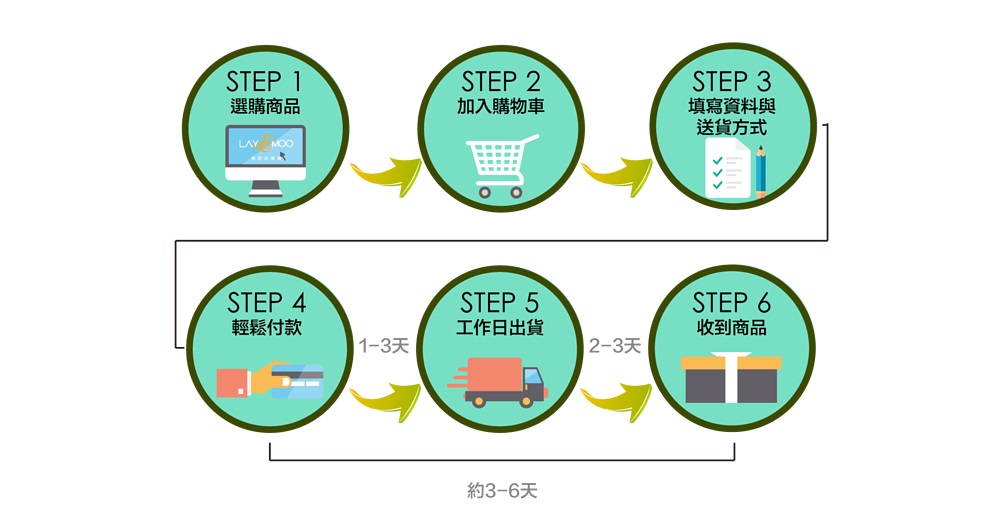 STEP 1
選購商品
LAY MOO
STEP 2
加入購物車
STEP 3
填寫資料與
送貨方式
STEP 4
輕鬆付款
1-3天
STEP 5
工作日出貨
2-3天
STEP 6
收到商品
約3-6天